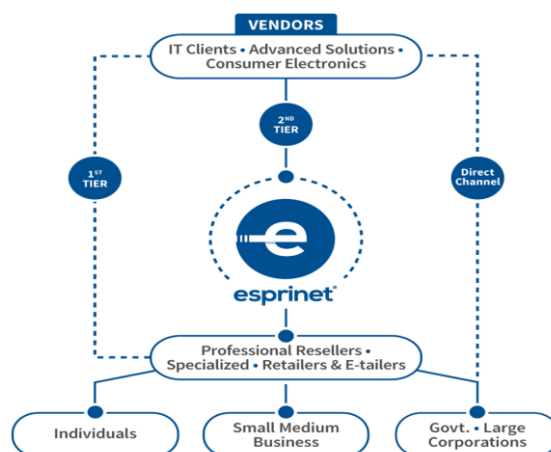 VENDORS
IT Clients • Advanced Solutions •
Consumer Electronics
2ND
TIER
1ST
TIER
Direct
Channel
e
esprinet®
Professional Resellers •
Specialized • Retailers & E-tailers
Individuals
Small Medium
Business
Govt. • Large
Corporations